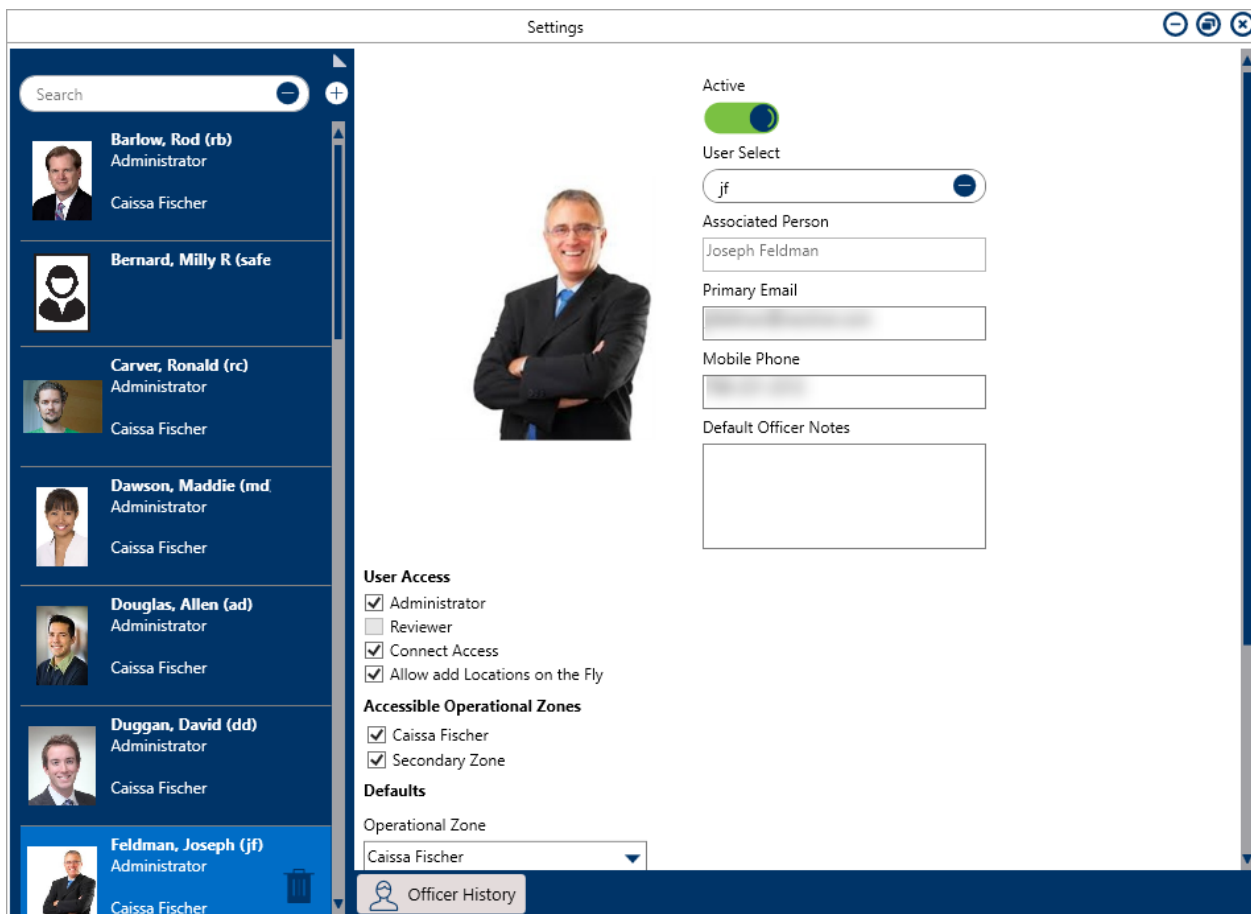 Settings
Search
Barlow, Rod (rb)
Administrator
Caissa Fischer
Bernard, Milly R (safe
Carver, Ronald (rc)
Administrator
Caissa Fischer
Dawson, Maddie (md
Administrator
Caissa Fischer
Douglas, Allen (ad)
Administrator
Caissa Fischer
Duggan, David (dd)
Administrator
Caissa Fischer
Feldman, Joseph (jf)
Administrator
Caissa Fischer
Active
User Select
jf
Associated Person
Joseph Feldman
Primary Email
Mobile Phone
Default Officer Notes
User Access
Administrator
Reviewer
Connect Access
Allow add Locations on the Fly
Accessible Operational Zones
Caissa Fischer
Secondary Zone
Defaults
Operational Zone
Caissa Fischer
Officer History